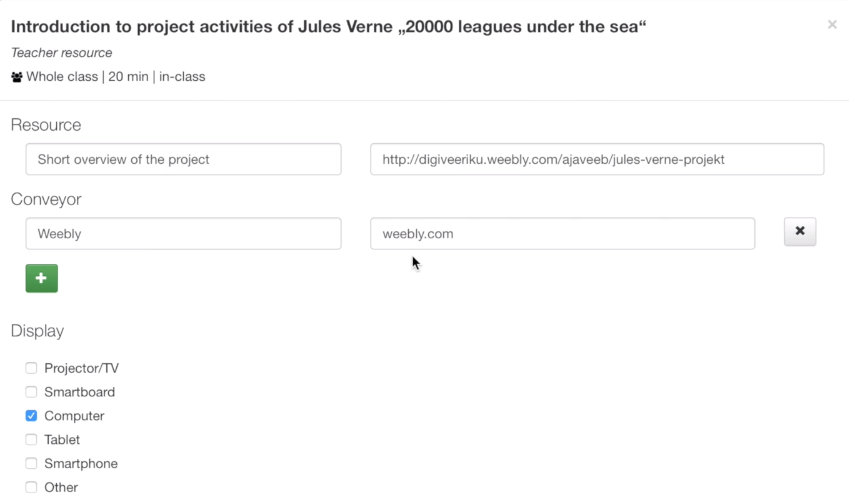 Introduction to project activities of Jules Verne „20000 leagues under the sea“
Teacher resource
Whole class | 20 min | in-class
Resource
Short overview of the project http://digiveeriku.weebly.com/ajaveeb/jules-verne-projekt
Conveyor
Weebly weebly.com
Display
Projector/TV
Smartboard
Computer
Tablet
Smartphone
Other